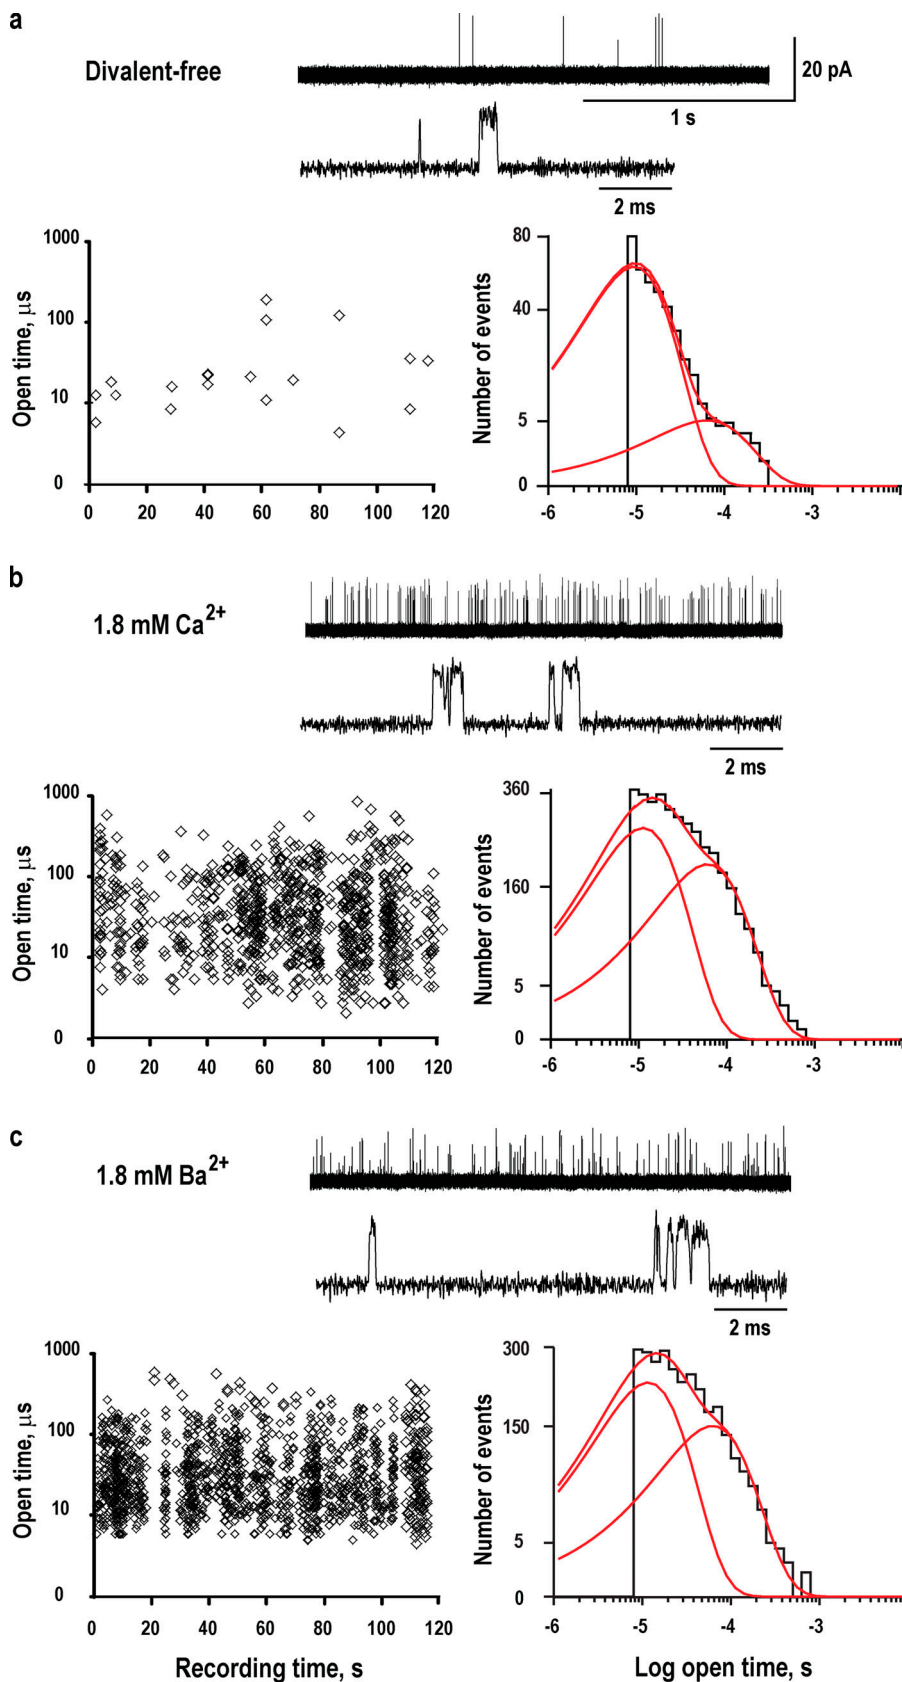 a
Divalent-free
20 pA
1 s
2 ms
1000
100
10
0
Open time, μs
0 20 40 60 80 100 120
80
40
5
0
Number of events
-6 -5 -4 -3
b
1.8 mM Ca2+
2 ms
1000
100
10
0
Open time, μs
0 20 40 60 80 100 120
360
160
5
0
Number of events
-6 -5 -4 -3
c
1.8 mM Ba2+
2 ms
1000
100
10
0
Open time, μs
0 20 40 60 80 100 120
Recording time, s
300
150
5
0
Number of events
-6 -5 -4 -3
Log open time, s